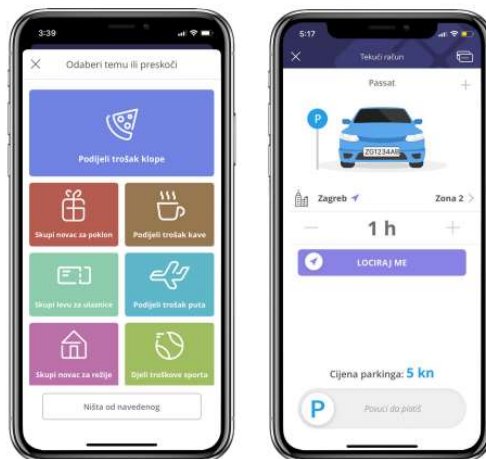 3:39
Odaberi temu ili preskoči
Podijeli trošak klope
Skupi novac za poklon
Podijeli trošak kave
Skupi lovu za ulaznice
Podijeli trošak puta
Skupi novac za režije
Djeli troškove sporta
Ništa od navedenog
5:17
Tekući račun
Passat
P
ZG1234AB
Zagreb
Zona 2
1 h
LOCIRAJ ME
Cijena parkinga: 5 kn
P
Povuci da platiš